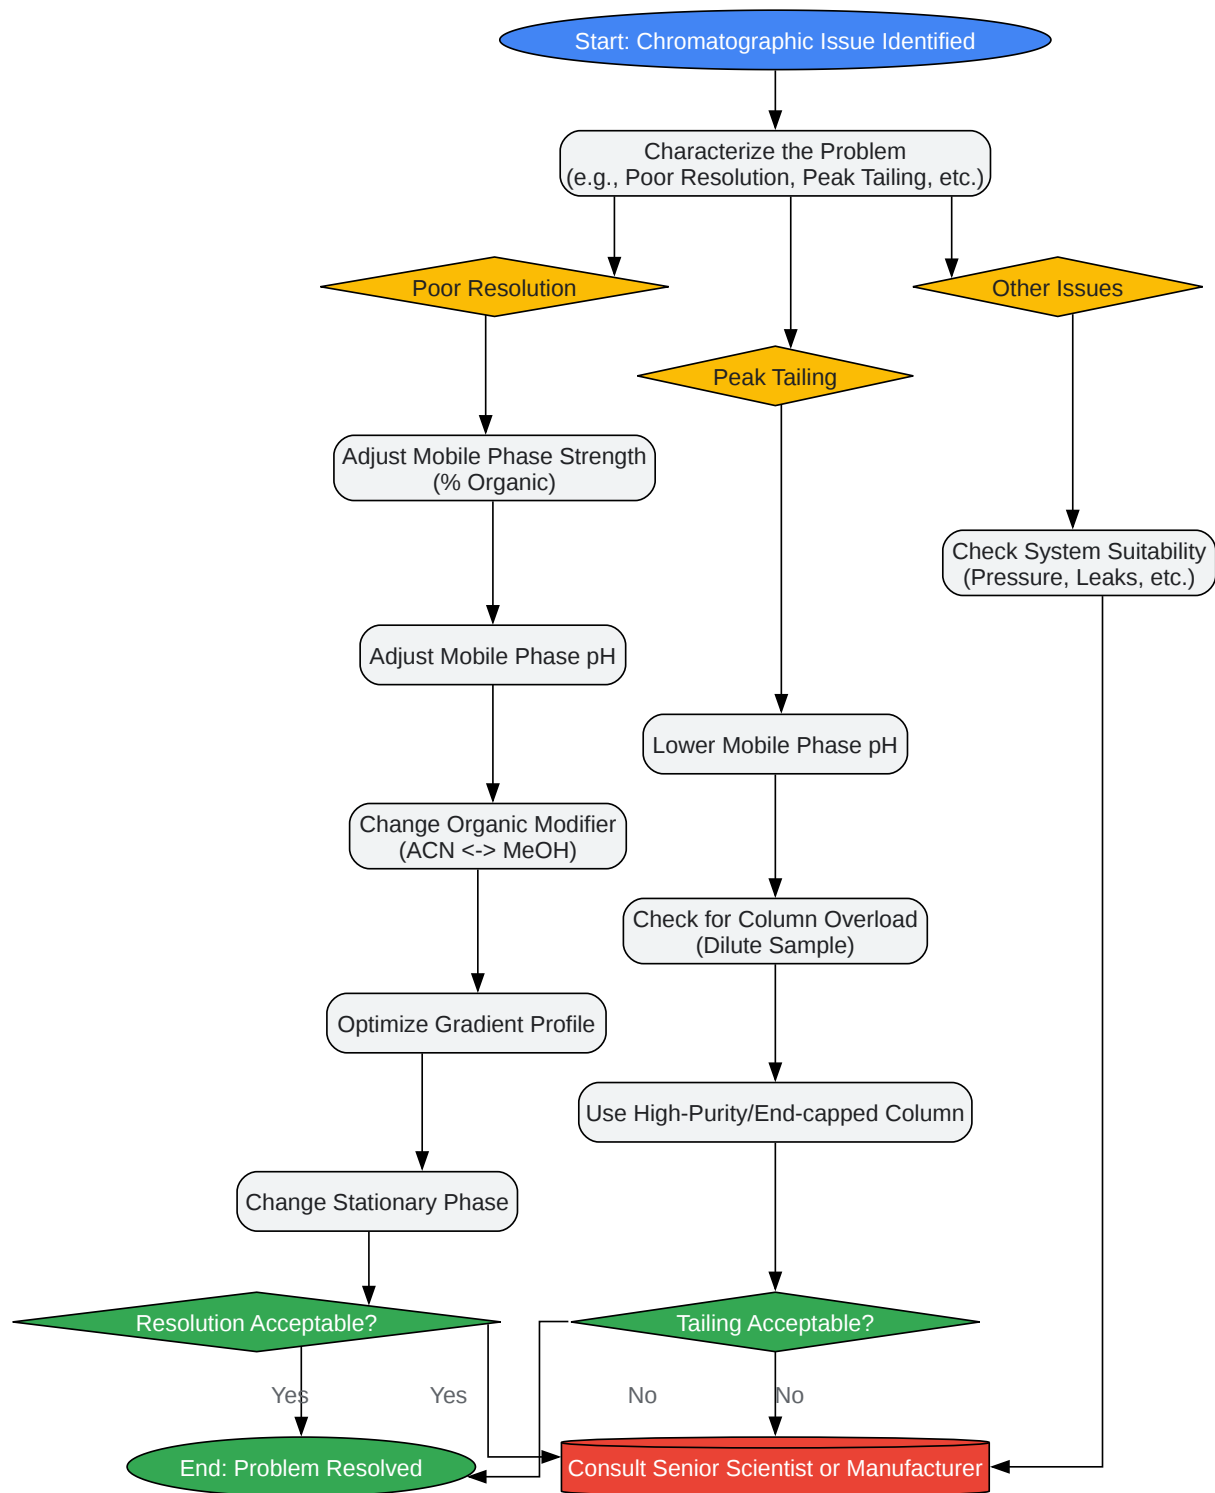 Start: Chromatographic Issue Identified
Characterize the Problem
(e.g., Poor Resolution, Peak Tailing, etc.)
Poor Resolution
Other Issues
Peak Tailing
Adjust Mobile Phase Strength
(% Organic)
Check System Suitability
(Pressure, Leaks, etc.)
Adjust Mobile Phase pH
Lower Mobile Phase pH
Change Organic Modifier
(ACN <-> MeOH)
Check for Column Overload
(Dilute Sample)
Optimize Gradient Profile
Use High-Purity/End-capped Column
Change Stationary Phase
Resolution Acceptable?
Tailing Acceptable?
Yes
Yes
No
No
End: Problem Resolved
Consult Senior Scientist or Manufacturer